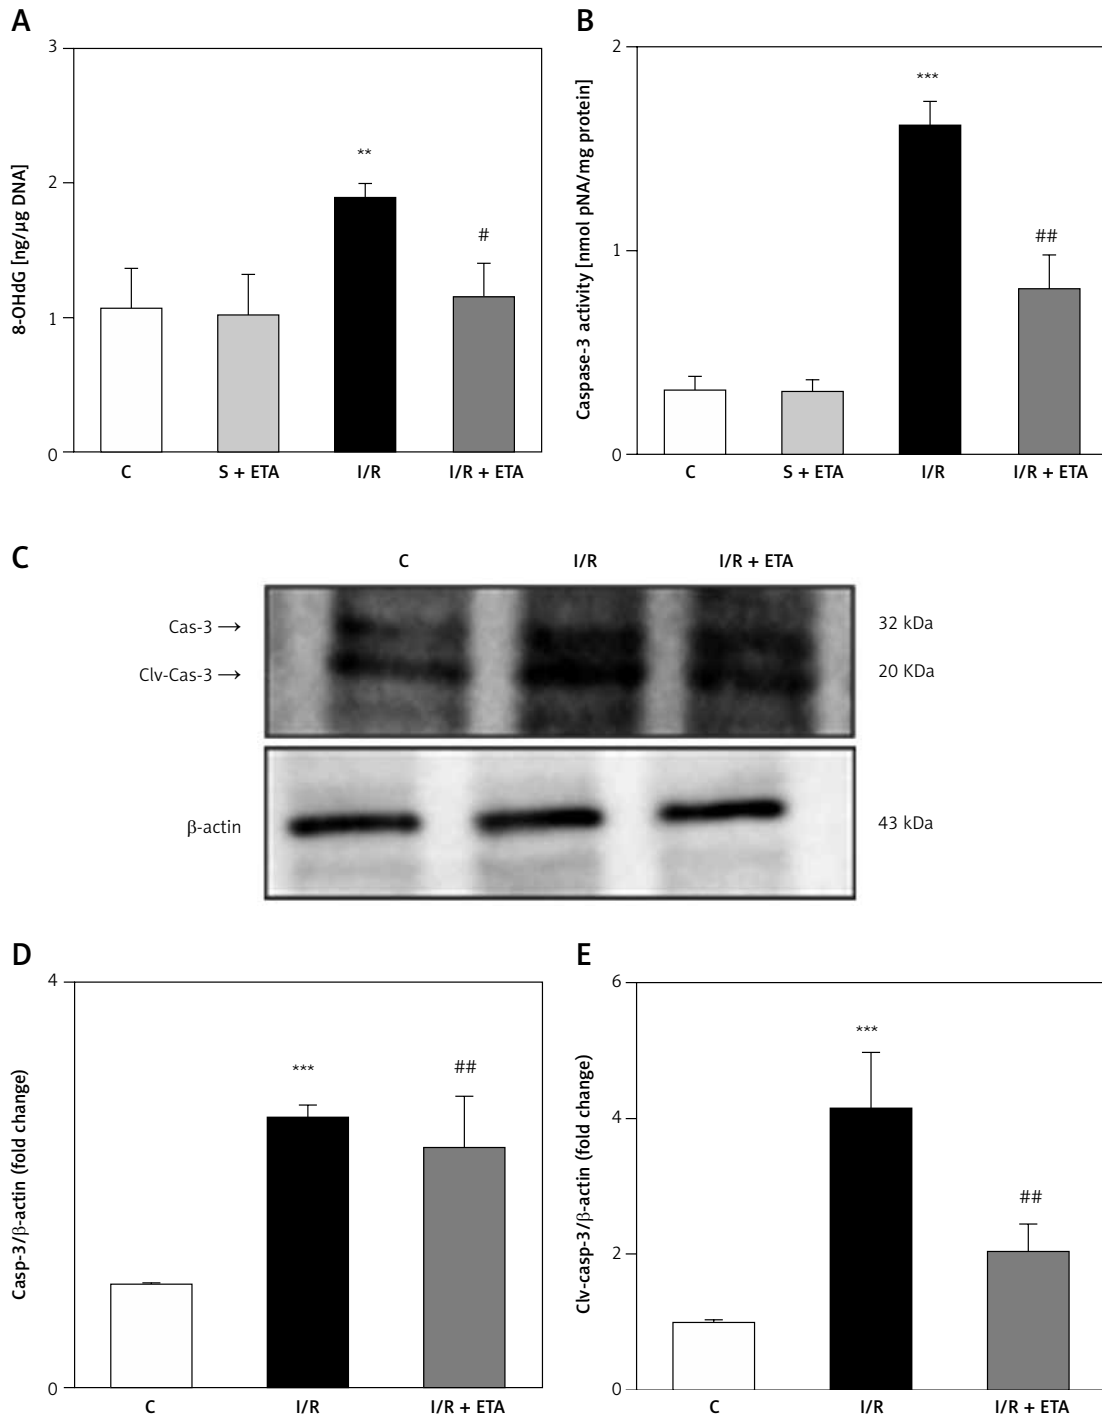 A
8-OHdG [ng/µg DNA]
3
2
1
0
**
#
C S + ETA I/R I/R + ETA
B
Caspase-3 activity [nmol pNA/mg protein]
2
1
0
***
##
C S + ETA I/R I/R + ETA
C
C I/R I/R + ETA
Cas-3 → 32 kDa
Clv-Cas-3 → 20 KDa
β-actin 43 kDa
D
Casp-3/β-actin (fold change)
4
0
***
##
C I/R I/R + ETA
E
Clv-casp-3/β-actin (fold change)
6
4
2
0
***
##
C I/R I/R + ETA